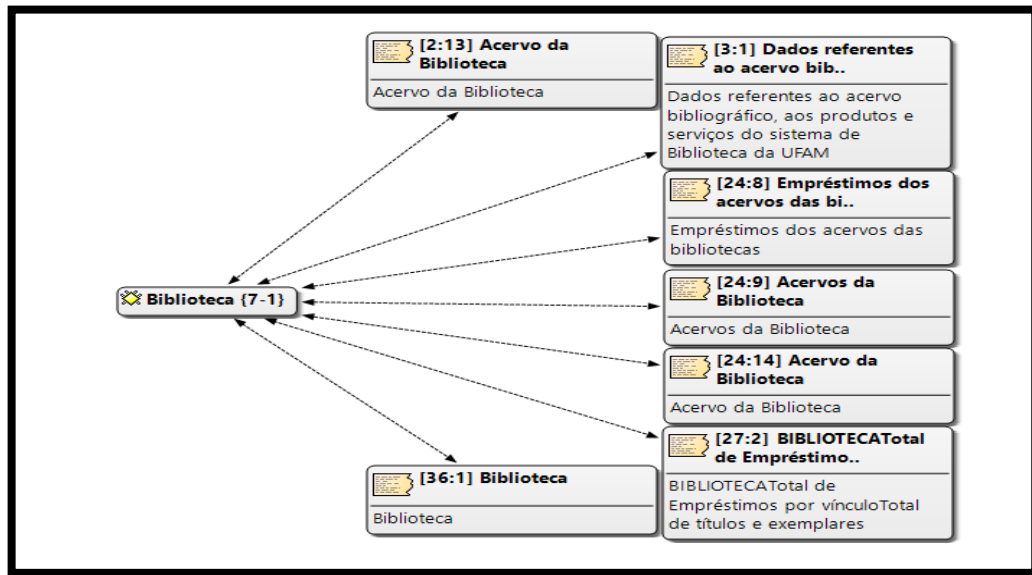 [2:13] Acervo da
Biblioteca
Acervo da Biblioteca
[3:1] Dados referentes
ao acervo bib..
Dados referentes ao acervo
bibliográfico, aos produtos e
serviços do sistema de
Biblioteca da UFAM
[24:8] Empréstimos dos
acervos das bi..
Empréstimos dos acervos das
bibliotecas
Biblioteca {7-1}
[24:9] Acervos da
Biblioteca
Acervos da Biblioteca
[24:14] Acervo da
Biblioteca
Acervo da Biblioteca
[27:2] BIBLIOTECATotal
de Empréstimo..
BIBLIOTECATotal de
Empréstimos por vínculoTotal
de títulos e exemplares
[36:1] Biblioteca
Biblioteca